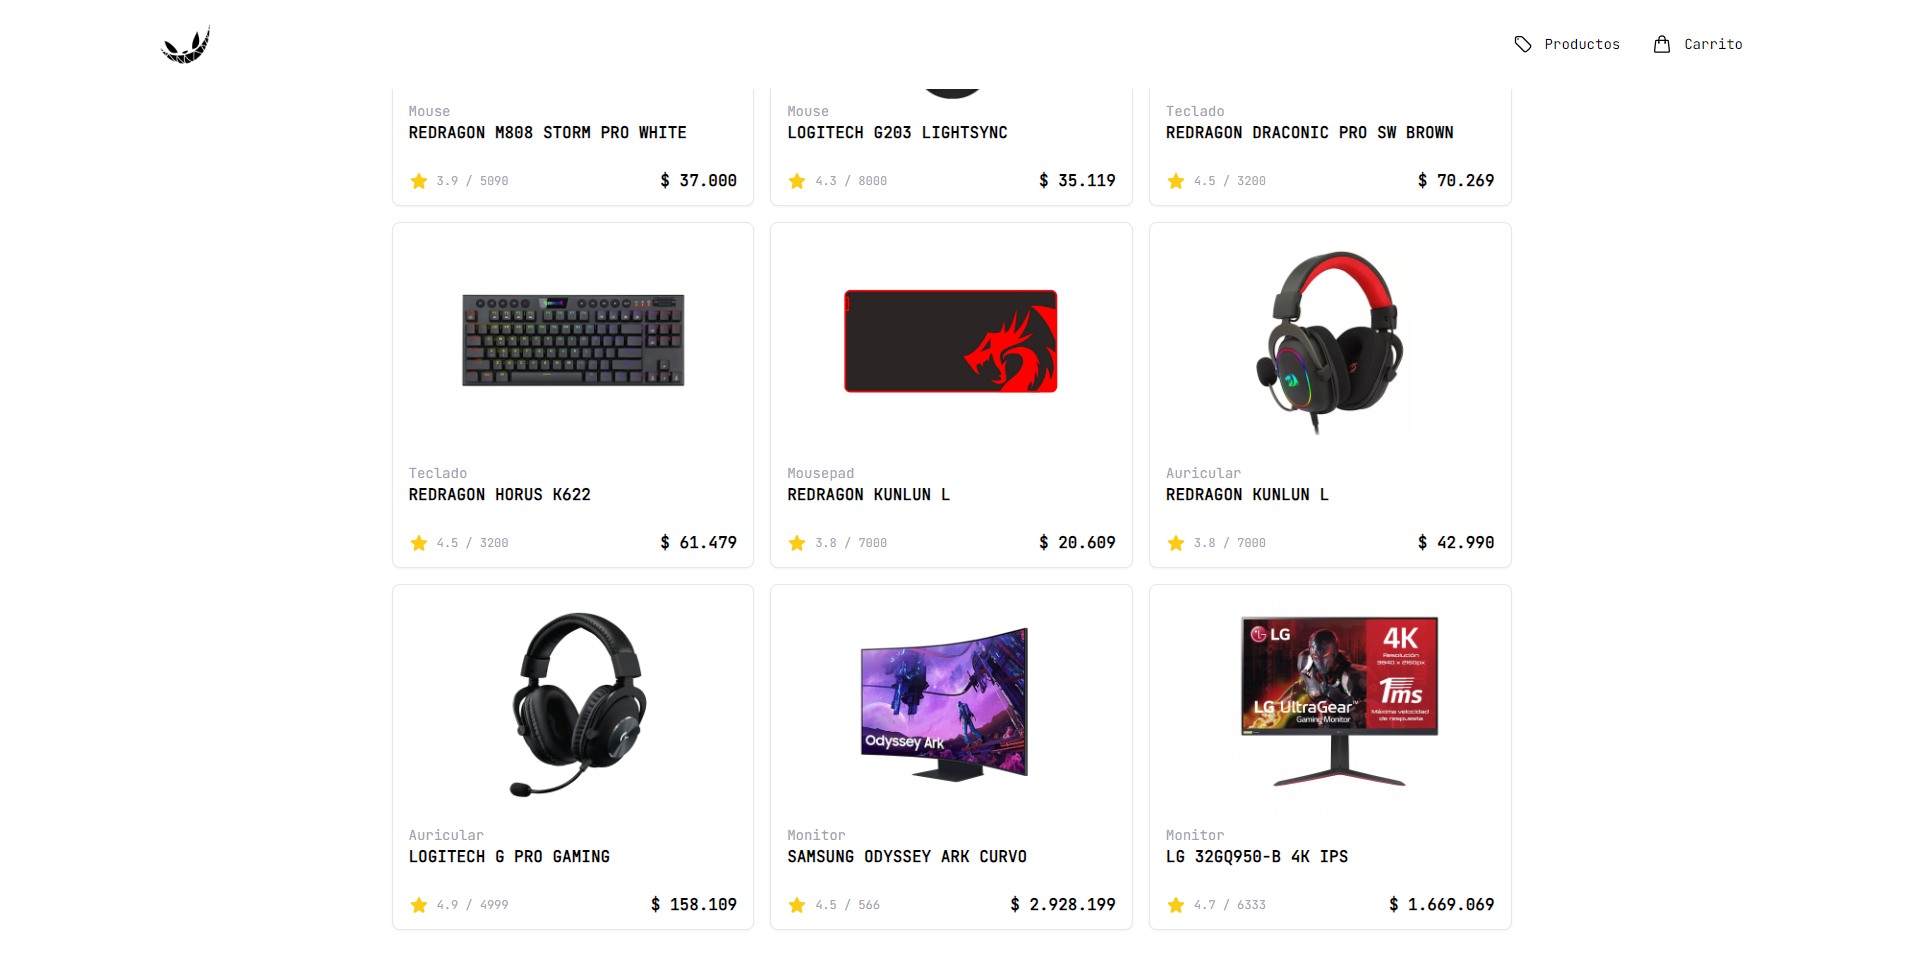 Productos
Carrito
Mouse
REDRAGON M808 STORM PRO WHITE
3.9 / 5090
$ 37.000
Mouse
LOGITECH G203 LIGHTSYNC
4.3 / 8000
$ 35.119
Teclado
REDRAGON DRACONIC PRO SW BROWN
4.5 / 3200
$ 70.269
Teclado
REDRAGON HORUS K622
4.5 / 3200
$ 61.479
Mousepad
REDRAGON KUNLUN L
3.8 / 7000
$ 20.609
Auricular
REDRAGON KUNLUN L
3.8 / 7000
$ 42.990
Auricular
LOGITECH G PRO GAMING
4.9 / 4999
$ 158.109
Odyssey Ark
Monitor
SAMSUNG ODYSSEY ARK CURVO
4.5 / 566
$ 2.928.199
LG
4K
Resolución
3840 x 2160px
1ms
Máxima velocidad
de respuesta
LG UltraGear™
Gaming Monitor
Monitor
LG 32GQ950-B 4K IPS
4.7 / 6333
$ 1.669.069